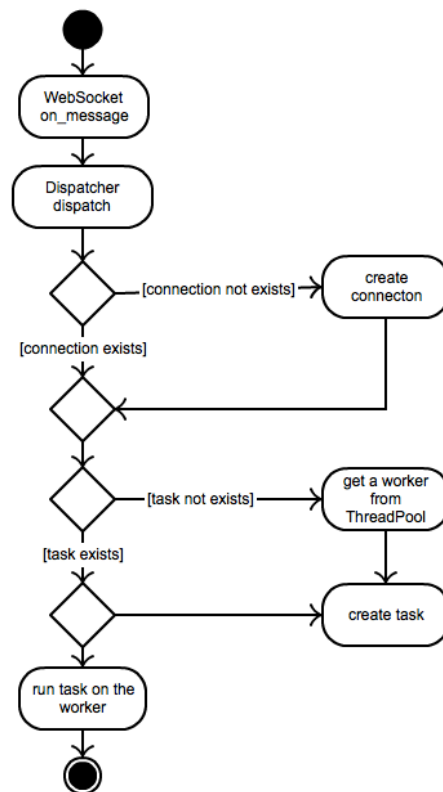 WebSocket
on_message
Dispatcher
dispatch
[connection not exists]
create
connecton
[connection exists]
[task not exists]
get a worker
from
ThreadPool
[task exists]
create task
run task on the
worker